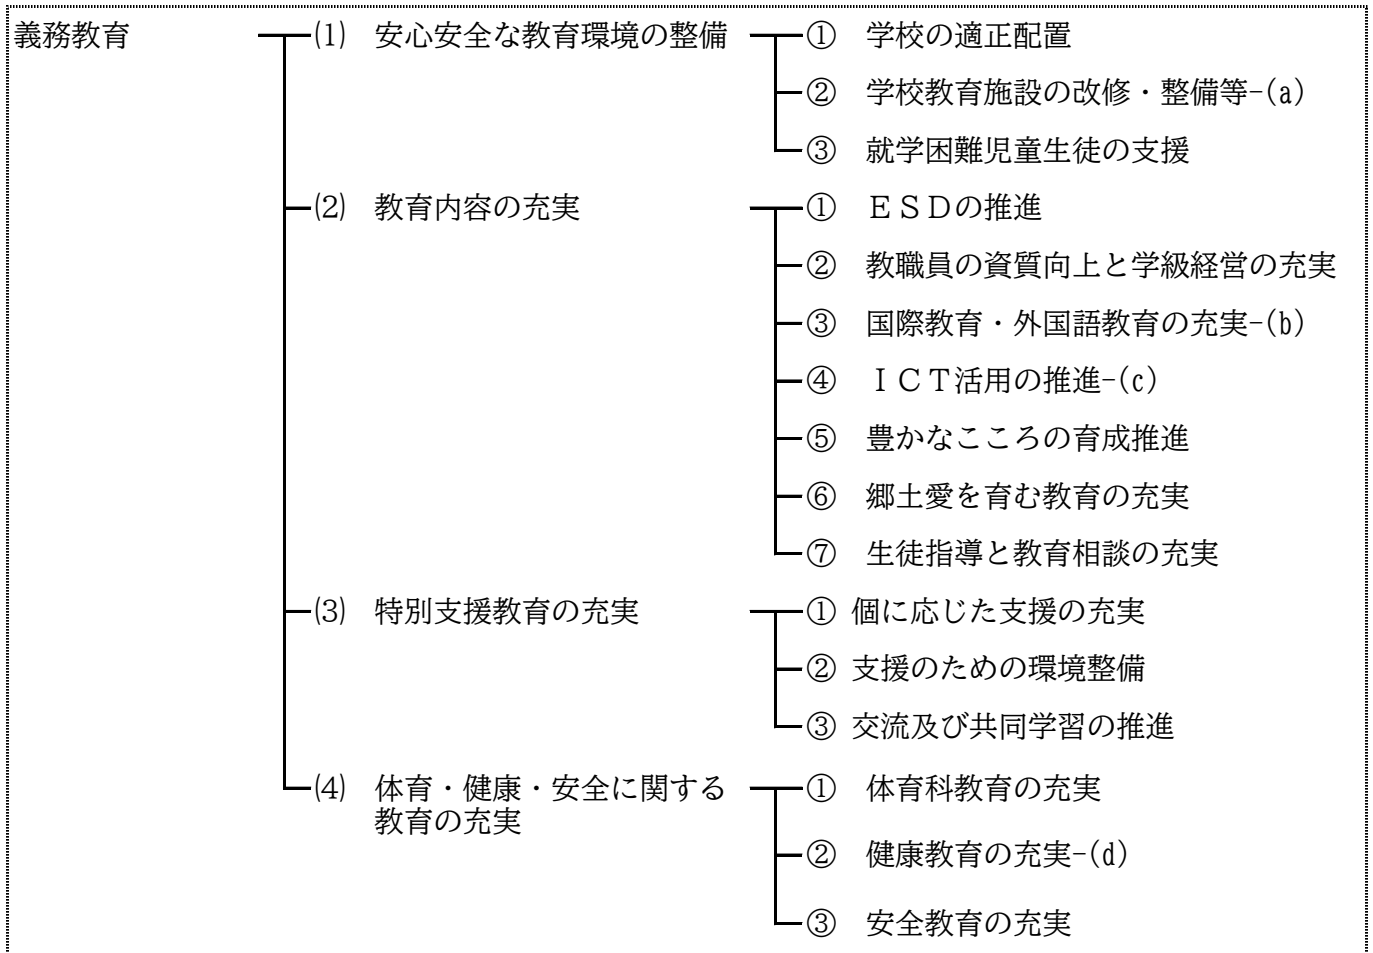 義務教育 ⑴ 安心安全な教育環境の整備 ① 学校の適正配置
② 学校教育施設の改修・整備等-(a)
③ 就学困難児童生徒の支援
⑵ 教育内容の充実 ① ＥＳＤの推進
② 教職員の資質向上と学級経営の充実
③ 国際教育・外国語教育の充実-(b)
④ ＩＣＴ活用の推進-(c)
⑤ 豊かなこころの育成推進
⑥ 郷土愛を育む教育の充実
⑦ 生徒指導と教育相談の充実
⑶ 特別支援教育の充実 ① 個に応じた支援の充実
② 支援のための環境整備
③ 交流及び共同学習の推進
⑷ 体育・健康・安全に関する ① 体育科教育の充実
教育の充実
② 健康教育の充実-(d)
③ 安全教育の充実